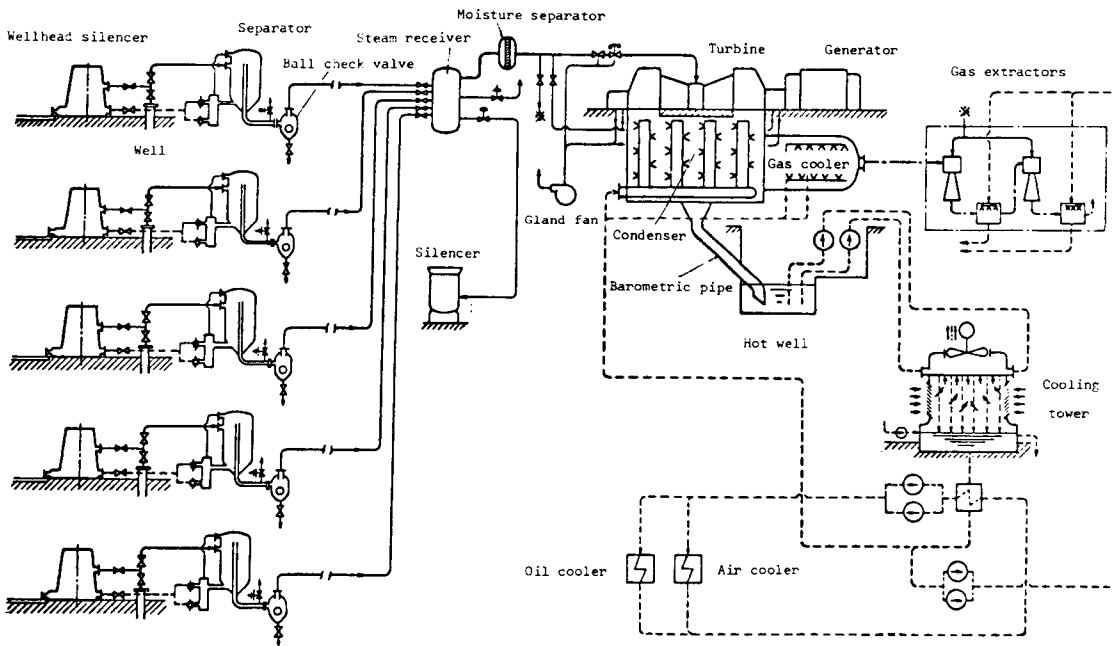 Moisture separator
Wellhead silencer
Separator
Steam receiver
Turbine
Generator
Ball check valve
Gas extractors
Well
Gas cooler
Gland fan
Condenser
Silencer
Barometric pipe
Hot well
Cooling
tower
Oil cooler
Air cooler